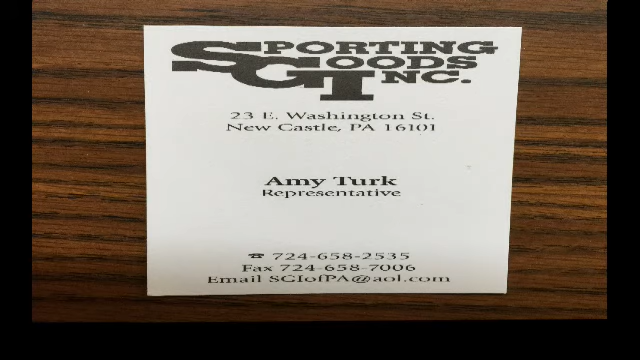 SPORTING
GOODS
INC.
23 E. Washington St.
New Castle, PA 16101
Amy Turk
Representative
☎ 724-658-2535
Fax 724-658-7006
Email SGIofPA@aol.com